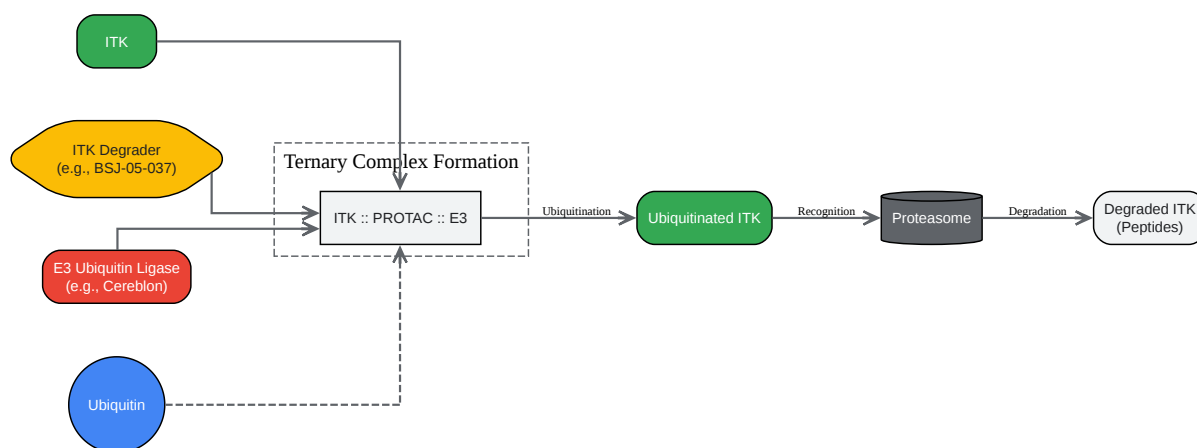 ITK
ITK Degrader
(e.g., BSJ-05-037)
Ternary Complex Formation
ITK :: PROTAC :: E3
Ubiquitination
Ubiquitinated ITK
Recognition
Proteasome
Degradation
Degraded ITK
(Peptides)
E3 Ubiquitin Ligase
(e.g., Cereblon)
Ubiquitin